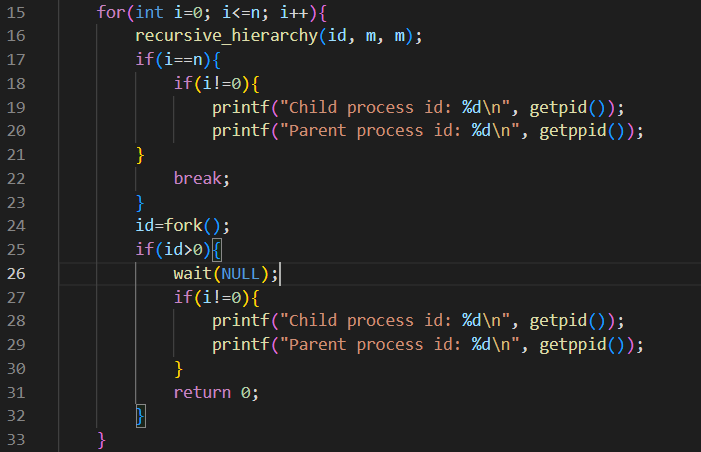 15 for(int i=0; i<=n; i++){
16 recursive_hierarchy(id, m, m);
17 if(i==n){
18 if(i!=0){
19 printf("Child process id: %d\n", getpid());
20 printf("Parent process id: %d\n", getppid());
21 }
22 break;
23 }
24 id=fork();
25 if(id>0){
26 wait(NULL);
27 if(i!=0){
28 printf("Child process id: %d\n", getpid());
29 printf("Parent process id: %d\n", getppid());
30 }
31 return 0;
32 }
33 }